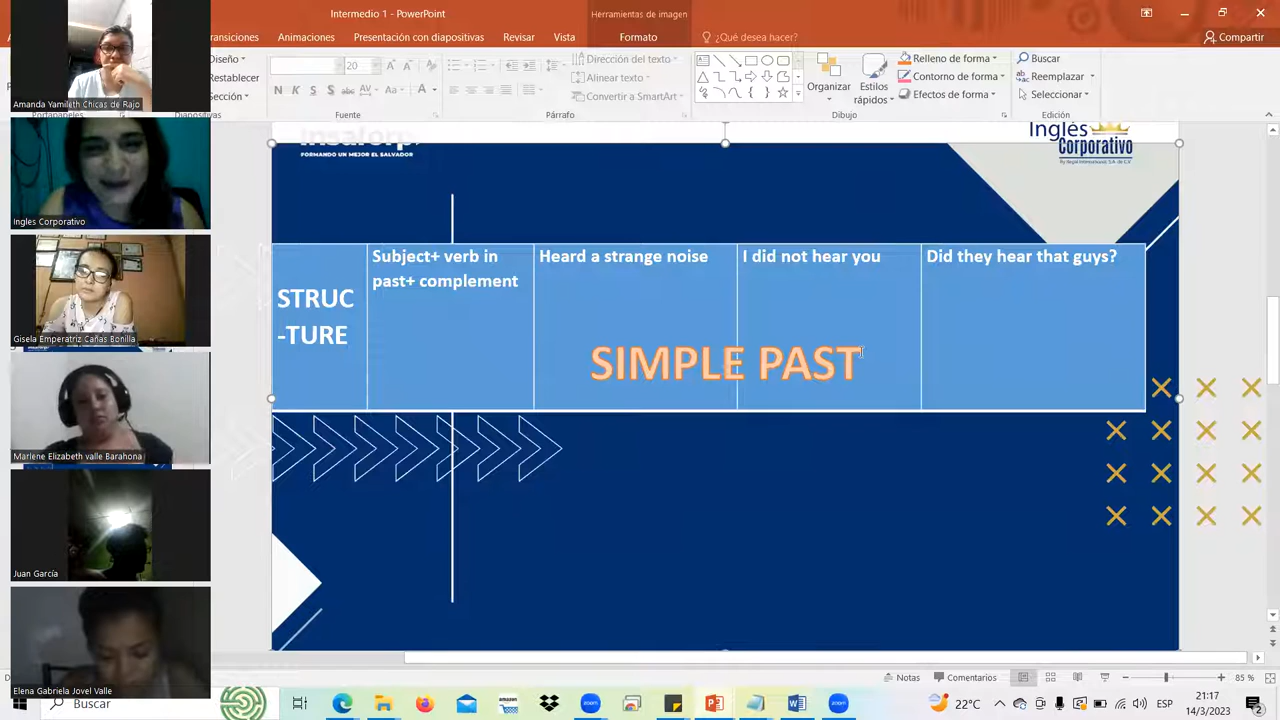 Intermedio 1 - PowerPoint
Herramientas de imagen
Transiciones
Animaciones
Presentación con diapositivas
Revisar
Vista
Formato
¿Qué desea hacer?
Compartir
Diseño
Restablecer
Sección
20
Dirección del texto
Alinear texto
Convertir a SmartArt
Organizar
Estilos
rápidos
Relleno de forma
Contorno de forma
Efectos de forma
Buscar
Reemplazar
Seleccionar
Portapapeles
Diapositivas
Fuente
Párrafo
Dibujo
Edición
Amanda Yamileth Chicas de Rajo
Ingles Corporativo
Gisela Emperatriz Cañas Bonilla
Marlene Elizabeth valle Barahona
Juan García
Elena Gabriela Jovel Valle
Insaforp
FORMANDO UN MEJOR EL SALVADOR
Inglés
Corporativo
STRUC
-TURE
Subject+ verb in
past+ complement
Heard a strange noise
I did not hear you
Did they hear that guys?
SIMPLE PAST
Notas
Comentarios
85 %
Buscar
22°C
ESP
21:17
14/3/2023